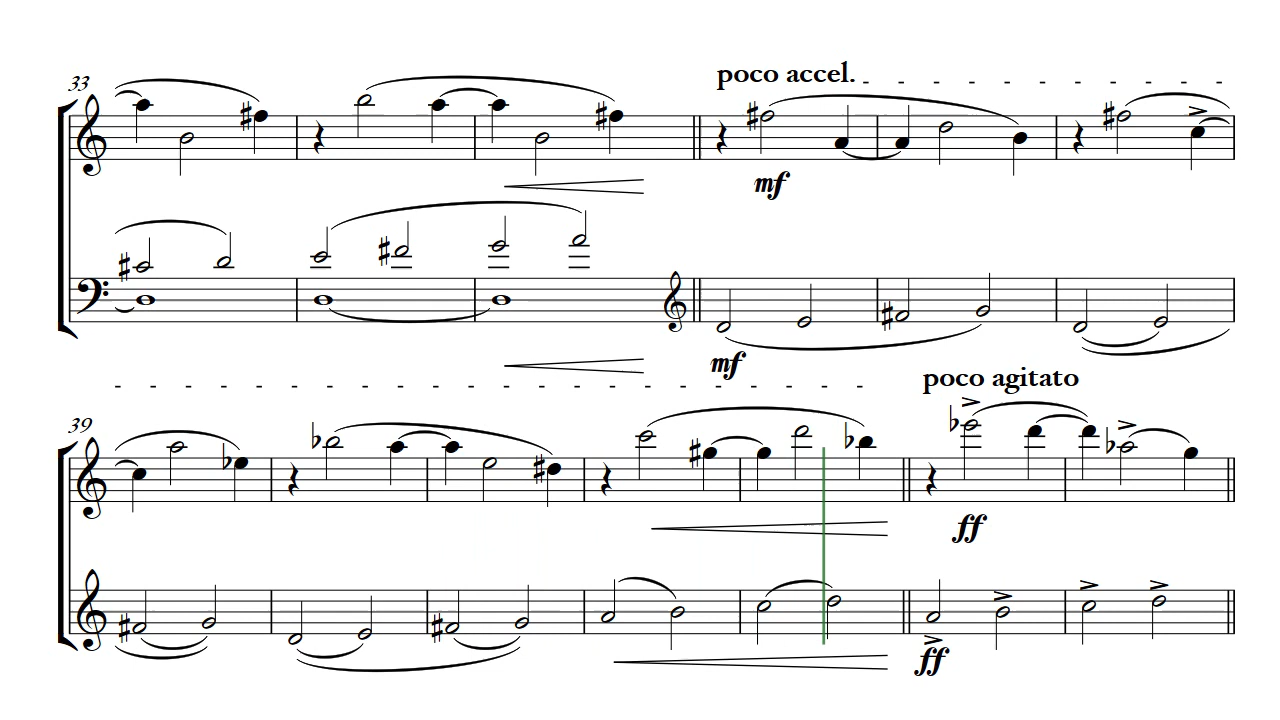 33
poco accel.
mf
mf
poco agitato
39
ff
ff